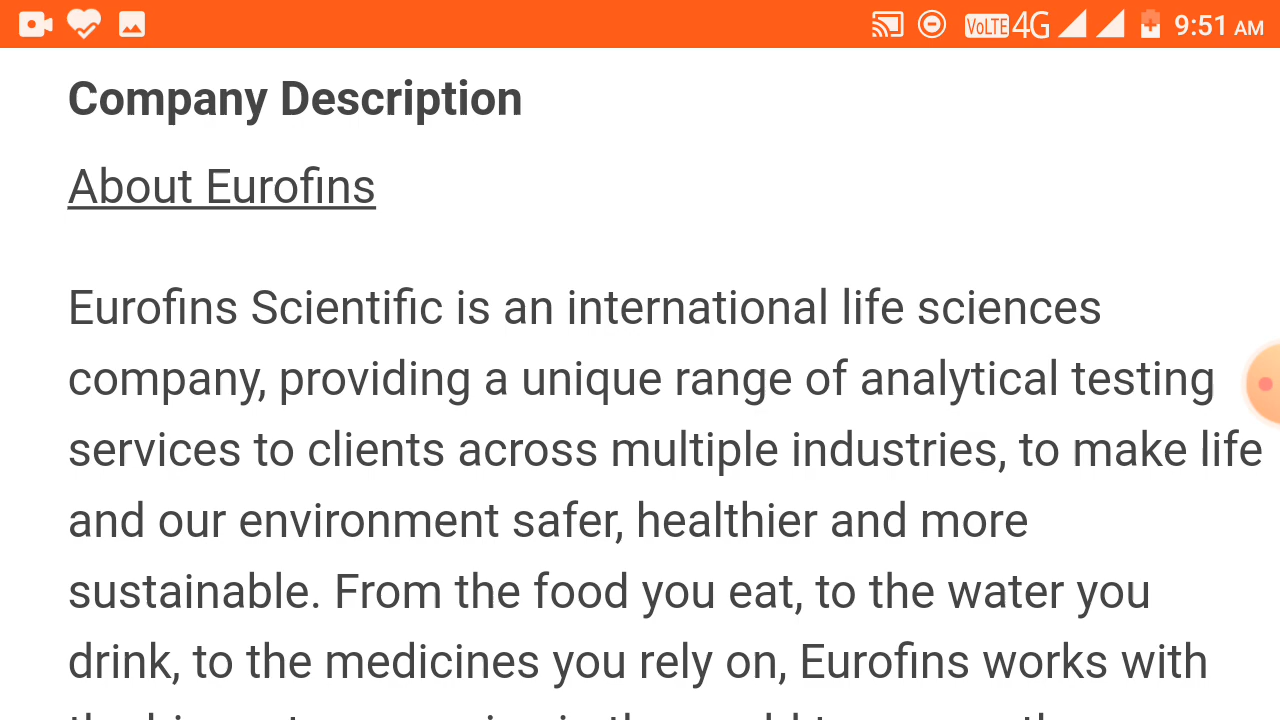 VoLTE 4G 9:51 AM
Company Description
About Eurofins
Eurofins Scientific is an international life sciences
company, providing a unique range of analytical testing
services to clients across multiple industries, to make life
and our environment safer, healthier and more
sustainable. From the food you eat, to the water you
drink, to the medicines you rely on, Eurofins works with